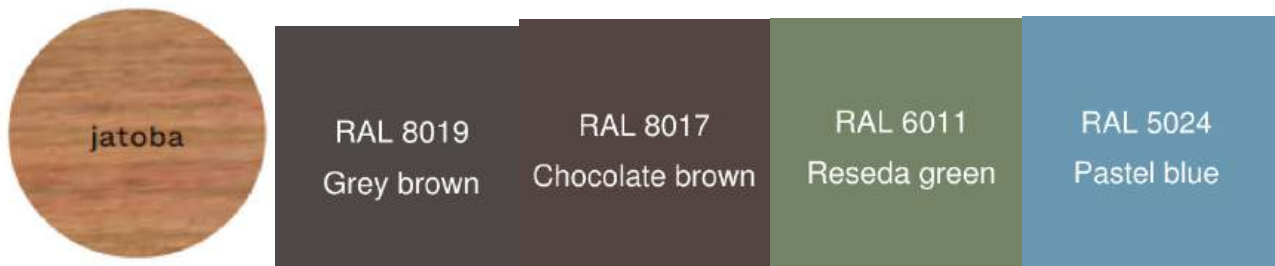 jatoba
RAL 8019
Grey brown
RAL 8017
Chocolate brown
RAL 6011
Reseda green
RAL 5024
Pastel blue